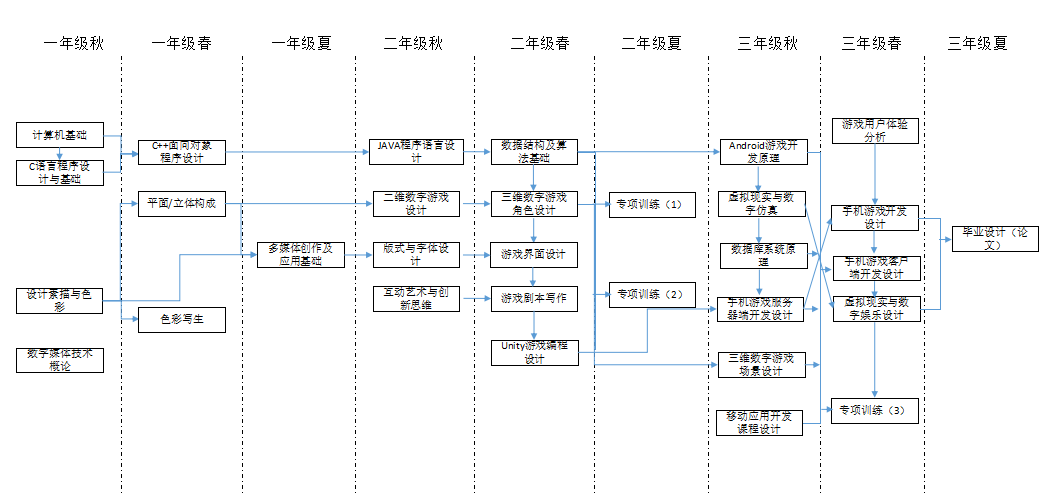 一年级秋
一年级春
一年级夏
二年级秋
二年级春
二年级夏
三年级秋
三年级春
三年级夏
计算机基础
C语言程序设
计与基础
设计素描与色
彩
数字媒体技术
概论
C++面向对象
程序设计
平面/立体构成
色彩写生
多媒体创作及
应用基础
JAVA程序语言设
计
二维数字游戏
设计
版式与字体设
计
互动艺术与创
新思维
数据结构及算
法基础
三维数字游戏
角色设计
游戏界面设计
游戏剧本写作
Unity游戏编程
设计
专项训练（1）
专项训练（2）
Android游戏开
发原理
虚拟现实与数
字仿真
数据库系统原
理
手机游戏服务
器端开发设计
三维数字游戏
场景设计
移动应用开发
课程设计
游戏用户体验
分析
手机游戏开发
设计
手机游戏客户
端开发设计
虚拟现实与数
字娱乐设计
专项训练（3）
毕业设计（论
文）